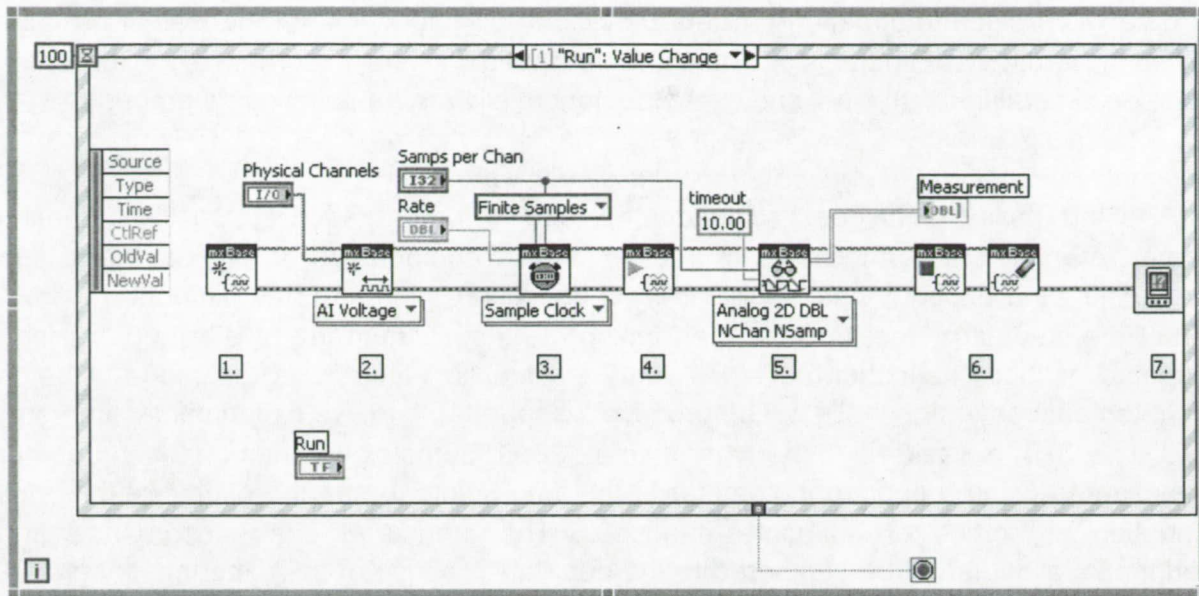 100
[1] "Run": Value Change
Source
Type
Time
CtlRef
OldVal
NewVal
Physical Channels
I/O
Samps per Chan
I32
Rate
DBL
Finite Samples
timeout
10.00
Measurement
[DBL]
mxBase
mxBase
mxBase
mxBase
mxBase
mxBase
mxBase
AI Voltage
Sample Clock
Analog 2D DBL
NChan NSamp
1.
2.
3.
4.
5.
6.
7.
Run
TF
i